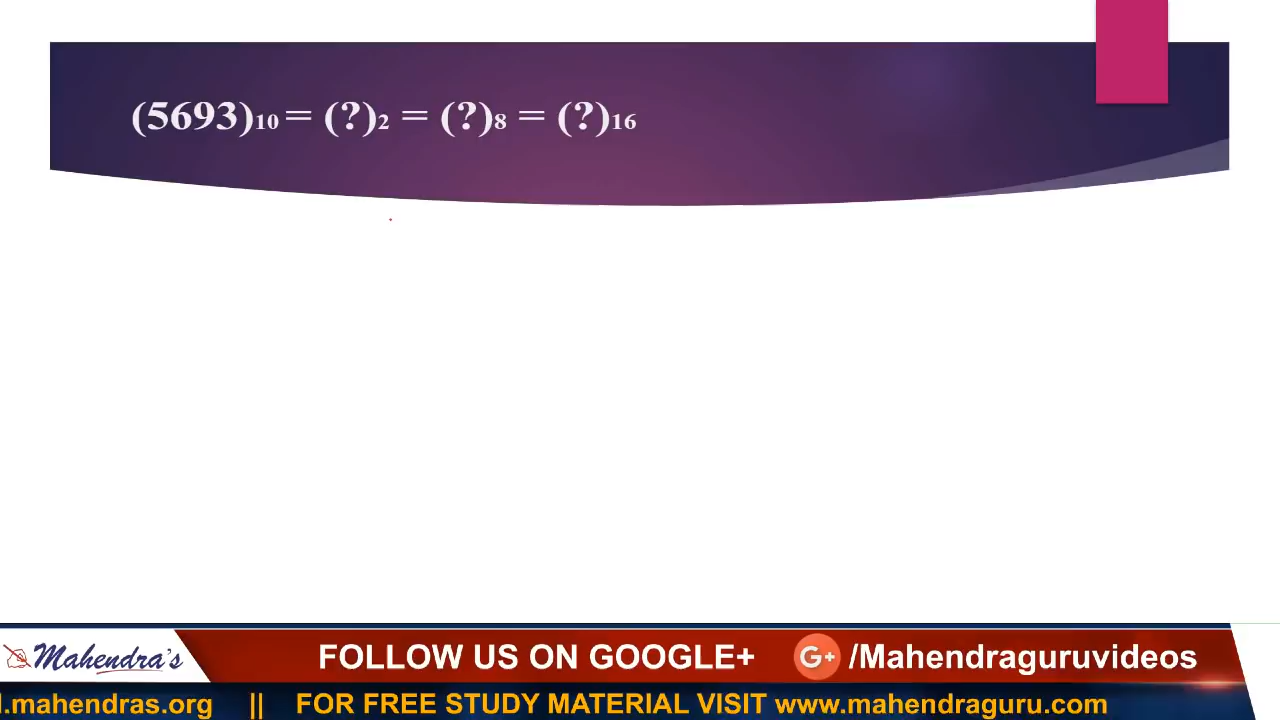 (5693)10 = (?)2 = (?)8 = (?)16
Mahendra's
FOLLOW US ON GOOGLE+ G+ /Mahendraguruvideos
.mahendras.org || FOR FREE STUDY MATERIAL VISIT www.mahendraguru.com